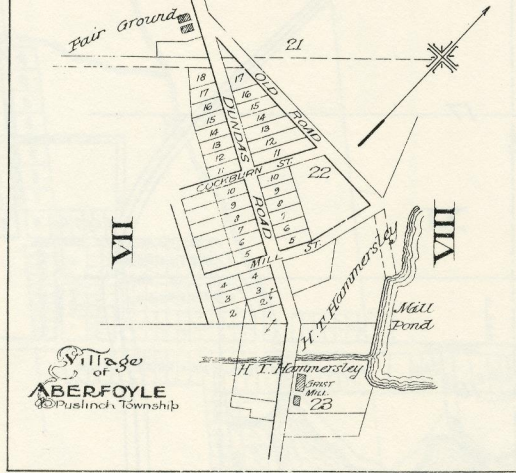 Fair Ground
21
18
17
17
16
16
15
15
14
14
13
13
12
12
11
11
OLD ROAD
DUNDAS ROAD
COCKBURN ST.
22
10
9
8
7
6
5
10
9
8
7
6
5
MILL ST.
4
3
2
4
3
2
1
VII
VIII
H. T. Hammersley
Mill Pond
H. T. Hammersley
GRIST MILL
23
Village
of
ABERFOYLE
Puslinch Township